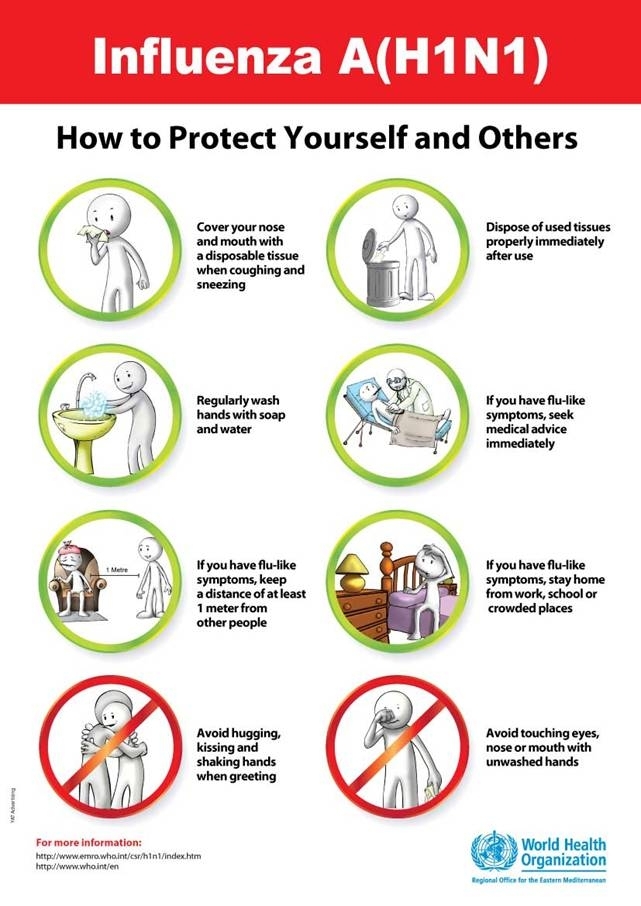 Influenza A(H1N1)
How to Protect Yourself and Others
Cover your nose
and mouth with
a disposable tissue
when coughing and
sneezing
Dispose of used tissues
properly immediately
after use
Regularly wash
hands with soap
and water
If you have flu-like
symptoms, seek
medical advice
immediately
1 Metre
If you have flu-like
symptoms, keep
a distance of at least
1 meter from
other people
If you have flu-like
symptoms, stay home
from work, school or
crowded places
Avoid hugging,
kissing and
shaking hands
when greeting
Avoid touching eyes,
nose or mouth with
unwashed hands
YAT Advertising
For more information:
http://www.emro.who.int/csr/h1n1/index.htm
http://www.who.int/en
World Health
Organization
Regional Office for the Eastern Mediterranean